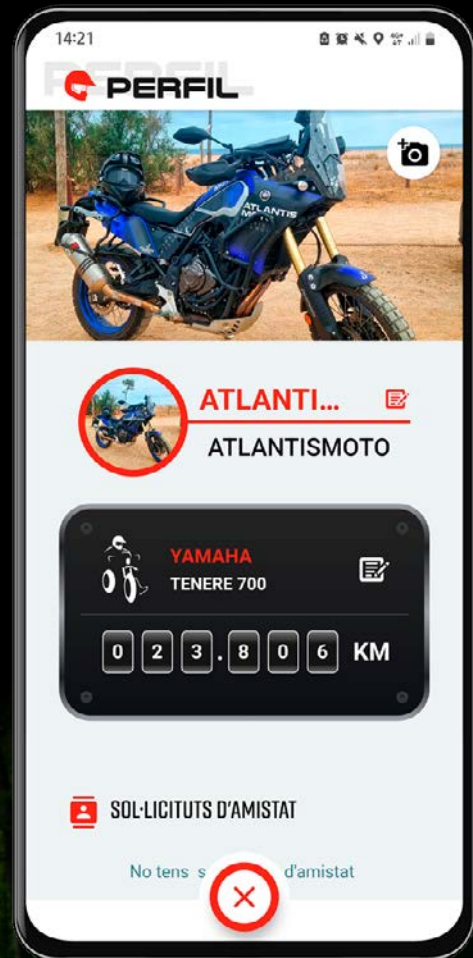 14:21
PERFIL
PERFIL
ATLANTIS
ATLANTI...
ATLANTISMOTO
YAMAHA
TENERE 700
023.806 KM
SOL·LICITUTS D'AMISTAT
No tens s d'amistat